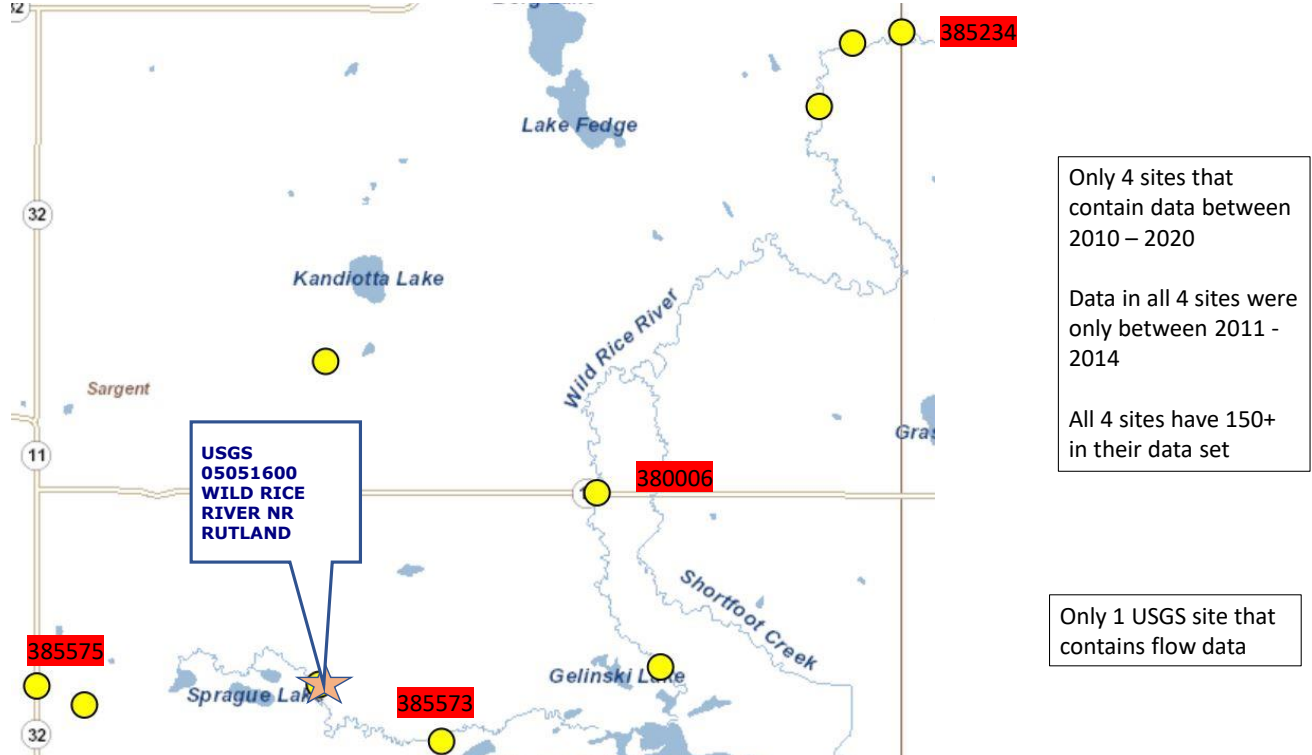 32
385234
Lake Fedge
Only 4 sites that
contain data between
2010 – 2020
Data in all 4 sites were
only between 2011 -
2014
All 4 sites have 150+
in their data set
32
Kandiotta Lake
Wild Rice River
Sargent
11
USGS
05051600
WILD RICE
RIVER NR
RUTLAND
380006
Shortfoot Creek
Only 1 USGS site that
contains flow data
385575
Sprague Lake
385573
Gelinski Lake
32